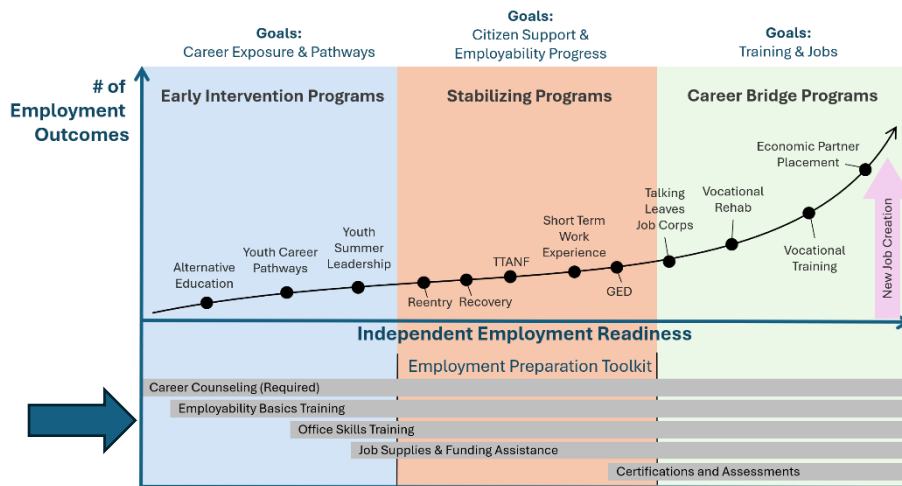 Goals:
Career Exposure & Pathways
Goals:
Citizen Support &
Employability Progress
Goals:
Training & Jobs
# of
Employment
Outcomes
Early Intervention Programs
Stabilizing Programs
Career Bridge Programs
Alternative
Education
Youth Career
Pathways
Youth
Summer
Leadership
Reentry
Recovery
TTANF
Short Term
Work
Experience
GED
Talking
Leaves
Job Corps
Vocational
Rehab
Vocational
Training
Economic Partner
Placement
New Job Creation
Independent Employment Readiness
Employment Preparation Toolkit
Career Counseling (Required)
Employability Basics Training
Office Skills Training
Job Supplies & Funding Assistance
Certifications and Assessments